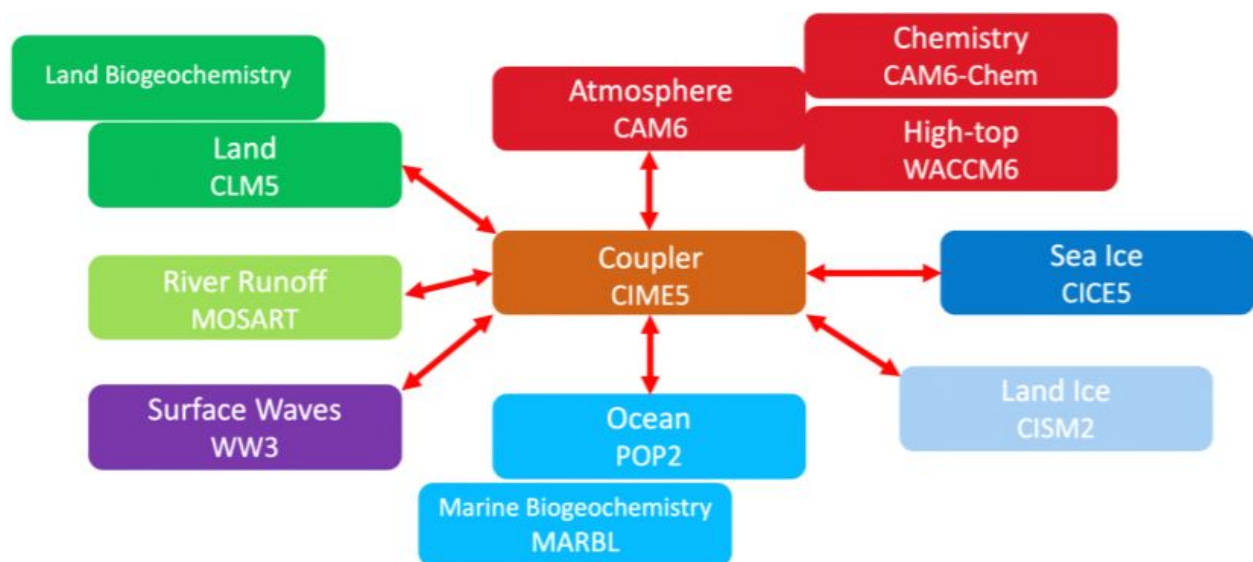 Land Biogeochemistry
Land
CLM5
River Runoff
MOSART
Surface Waves
WW3
Atmosphere
CAM6
Chemistry
CAM6-Chem
High-top
WACCM6
Coupler
CIME5
Ocean
POP2
Marine Biogeochemistry
MARBL
Sea Ice
CICE5
Land Ice
CISM2